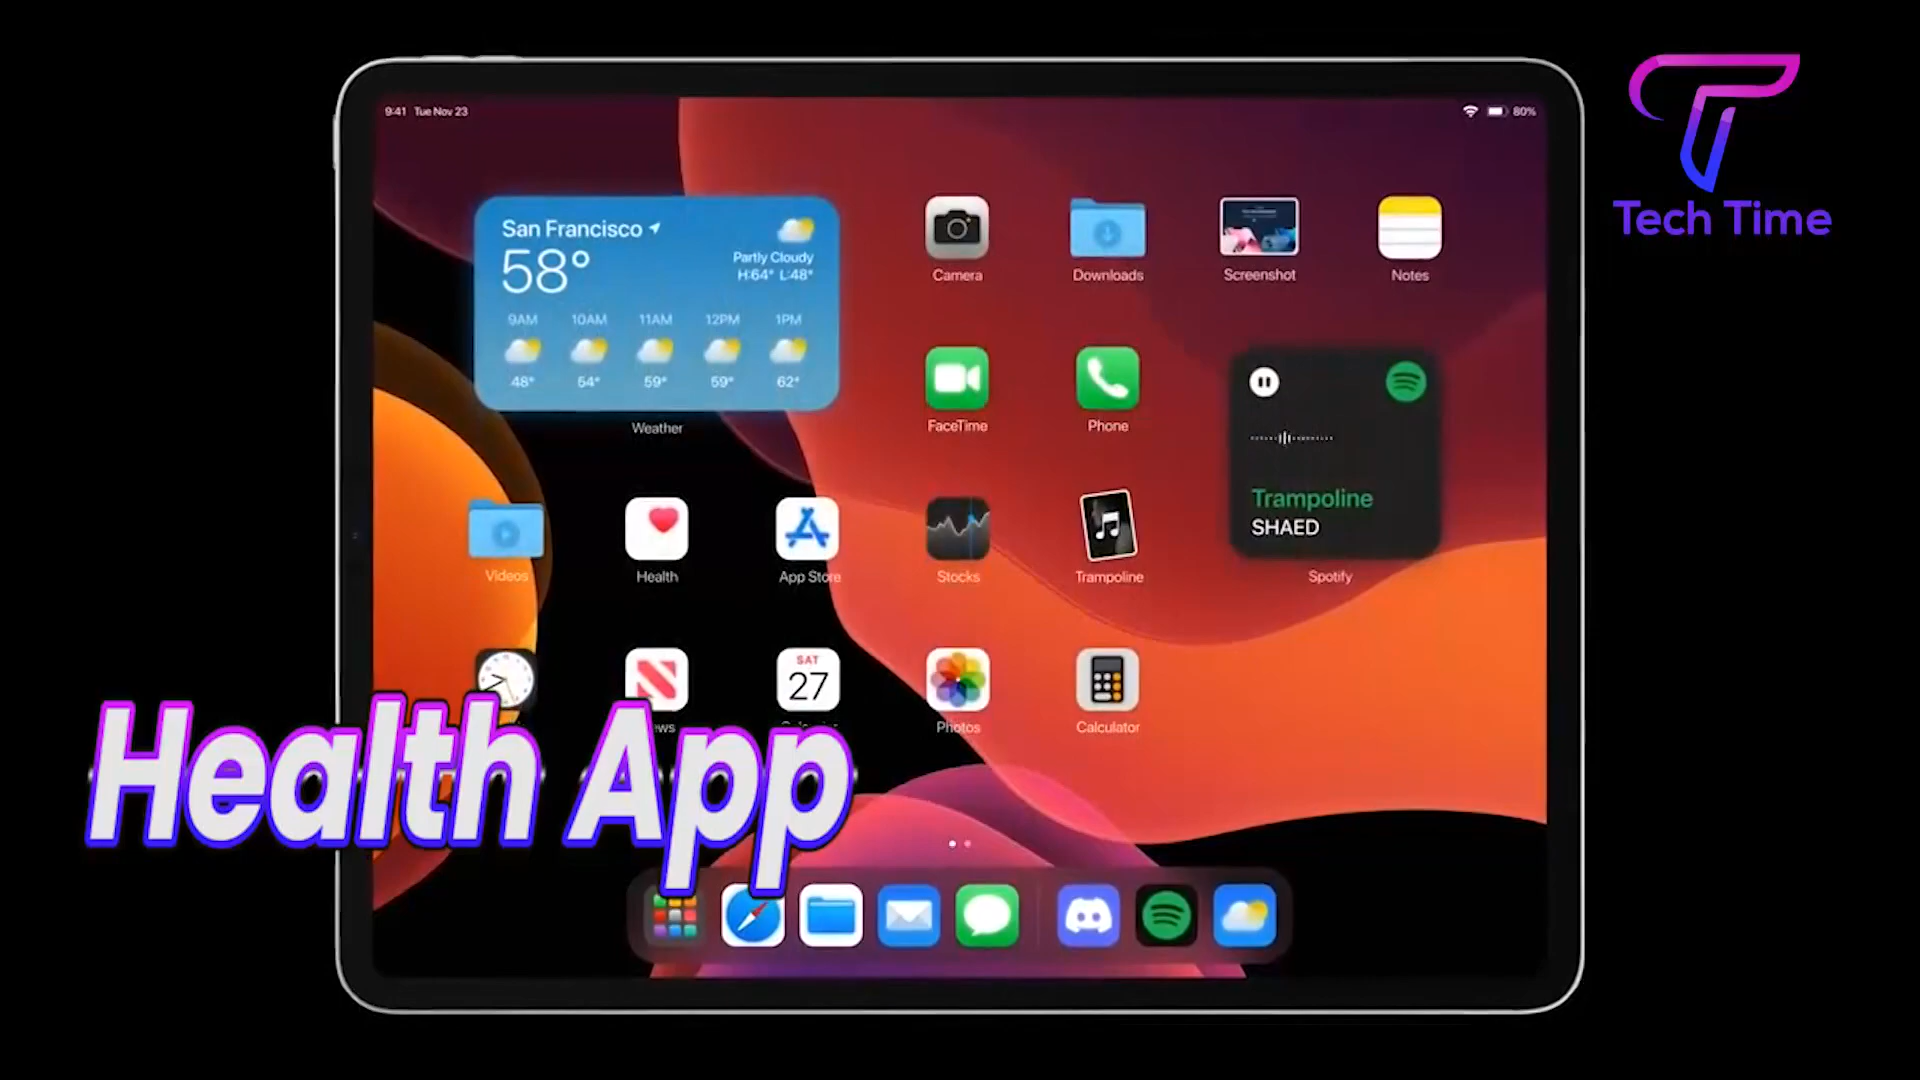 9:41 Tue Nov 23
80%
Tech Time
San Francisco
58°
Partly Cloudy
H:64° L:48°
9AM 10AM 11AM 12PM 1PM
48° 54° 59° 59° 62°
Weather
Camera
Downloads
Screenshot
Notes
FaceTime
Phone
Trampoline
SHAED
Spotify
Videos
Health
App Store
Stocks
Trampoline
SAT
27
Photos
Calculator
Health App